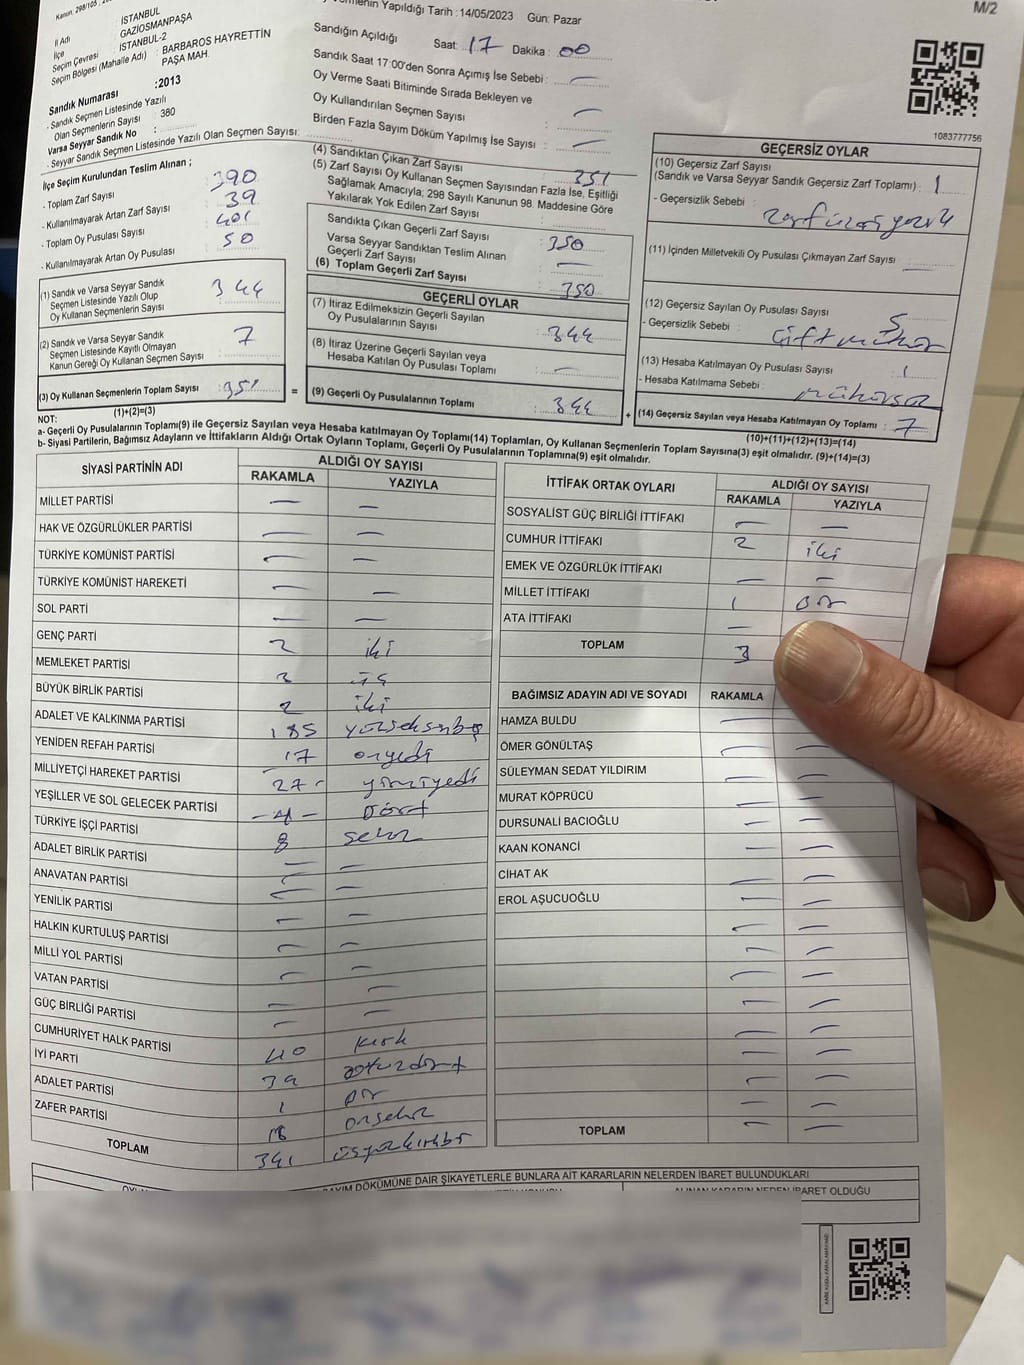 M/2
Yapıldığı Tarih : 14/05/2023 Gün: Pazar
İl Adı : İSTANBUL
İlçe : GAZİOSMANPAŞA
Seçim Çevresi : İSTANBUL-2
Seçim Bölgesi (Mahalle Adı) : BARBAROS HAYRETTİN PAŞA MAH.
Sandık Numarası : 2013
- Sandık Seçmen Listesinde Yazılı
Olan Seçmenlerin Sayısı : 380
Varsa Seyyar Sandık No :
- Seyyar Sandık Seçmen Listesinde Yazılı Olan Seçmen Sayısı:
Sandığın Açıldığı Saat: 17 Dakika : 00
Sandık Saat 17:00'den Sonra Açımış İse Sebebi : —
Oy Verme Saati Bitiminde Sırada Bekleyen ve
Oy Kullandırılan Seçmen Sayısı : —
Birden Fazla Sayım Döküm Yapılmış İse Sayısı : —
1083777756
İlçe Seçim Kurulundan Teslim Alınan ;
- Toplam Zarf Sayısı : 390
- Kullanılmayarak Artan Zarf Sayısı : 39
- Toplam Oy Pusulası Sayısı : 401
- Kullanılmayarak Artan Oy Pusulası : 50
(1) Sandık ve Varsa Seyyar Sandık
Seçmen Listesinde Yazılı Olup
Oy Kullanan Seçmenlerin Sayısı : 344
(2) Sandık ve Varsa Seyyar Sandık
Seçmen Listesinde Kayıtlı Olmayan
Kanun Gereği Oy Kullanan Seçmen Sayısı : 7
(3) Oy Kullanan Seçmenlerin Toplam Sayısı : 351 =
(1)+(2)=(3)
(4) Sandıktan Çıkan Zarf Sayısı : 351
(5) Zarf Sayısı Oy Kullanan Seçmen Sayısından Fazla İse, Eşitliği
Sağlamak Amacıyla; 298 Sayılı Kanunun 98. Maddesine Göre
Yakılarak Yok Edilen Zarf Sayısı :
Sandıkta Çıkan Geçerli Zarf Sayısı : 350
Varsa Seyyar Sandıktan Teslim Alınan
Geçerli Zarf Sayısı : —
(6) Toplam Geçerli Zarf Sayısı : 350
GEÇERLİ OYLAR
(7) İtiraz Edilmeksizin Geçerli Sayılan
Oy Pusulalarının Sayısı : 344
(8) İtiraz Üzerine Geçerli Sayılan veya
Hesaba Katılan Oy Pusulası Toplamı : —
(9) Geçerli Oy Pusulalarının Toplamı : 344 +
GEÇERSİZ OYLAR
(10) Geçersiz Zarf Sayısı
(Sandık ve Varsa Seyyar Sandık Geçersiz Zarf Toplamı) : 1
- Geçersizlik Sebebi :
(11) İçinden Milletvekili Oy Pusulası Çıkmayan Zarf Sayısı : —
(12) Geçersiz Sayılan Oy Pusulası Sayısı : 5
- Geçersizlik Sebebi : çift mühür
(13) Hesaba Katılmayan Oy Pusulası Sayısı : 1
- Hesaba Katılmama Sebebi :
(14) Geçersiz Sayılan veya Hesaba Katılmayan Oy Toplamı : 7
(10)+(11)+(12)+(13)=(14)
NOT:
a- Geçerli Oy Pusulalarının Toplamı(9) ile Geçersiz Sayılan veya Hesaba katılmayan Oy Toplamı(14) Toplamları, Oy Kullanan Seçmenlerin Toplam Sayısına(3) eşit olmalıdır. (9)+(14)=(3)
b- Siyasi Partilerin, Bağımsız Adayların ve İttifakların Aldığı Ortak Oyların Toplamı, Geçerli Oy Pusulalarının Toplamına(9) eşit olmalıdır.
SİYASİ PARTİNİN ADI ALDIĞI OY SAYISI
RAKAMLA YAZIYLA
MİLLET PARTİSİ — —
HAK VE ÖZGÜRLÜKLER PARTİSİ — —
TÜRKİYE KOMÜNİST PARTİSİ — —
TÜRKİYE KOMÜNİST HAREKETİ — —
SOL PARTİ — —
GENÇ PARTİ 2 iki
MEMLEKET PARTİSİ 3 üç
BÜYÜK BİRLİK PARTİSİ 2 iki
ADALET VE KALKINMA PARTİSİ 185 yüzseksenbeş
YENİDEN REFAH PARTİSİ 17 onyedi
MİLLİYETÇİ HAREKET PARTİSİ 27 yirmiyedi
YEŞİLLER VE SOL GELECEK PARTİSİ -4- Dört
TÜRKİYE İŞÇİ PARTİSİ 8 sekiz
ADALET BİRLİK PARTİSİ — —
ANAVATAN PARTİSİ — —
YENİLİK PARTİSİ — —
HALKIN KURTULUŞ PARTİSİ — —
MİLLİ YOL PARTİSİ — —
VATAN PARTİSİ — —
GÜÇ BİRLİĞİ PARTİSİ — —
CUMHURİYET HALK PARTİSİ 40 kırk
İYİ PARTİ 34 otuzdört
ADALET PARTİSİ 1 Bir
ZAFER PARTİSİ 18 onsekiz
TOPLAM 341 üçyüzkırkbir
İTTİFAK ORTAK OYLARI ALDIĞI OY SAYISI
RAKAMLA YAZIYLA
SOSYALİST GÜÇ BİRLİĞİ İTTİFAKI — —
CUMHUR İTTİFAKI 2 iki
EMEK VE ÖZGÜRLÜK İTTİFAKI — —
MİLLET İTTİFAKI 1 Bir
ATA İTTİFAKI —
TOPLAM 3
BAĞIMSIZ ADAYIN ADI VE SOYADI RAKAMLA
HAMZA BULDU —
ÖMER GÖNÜLTAŞ — —
SÜLEYMAN SEDAT YILDIRIM — —
MURAT KÖPRÜCÜ — —
DURSUNALİ BACIOĞLU — —
KAAN KONANCİ — —
CİHAT AK — —
EROL AŞUCUOĞLU — —
TOPLAM — —
SAYIM DÖKÜMÜNE DAİR ŞİKAYETLERLE BUNLARA AİT KARARLARIN NELERDEN İBARET BULUNDUKLARI
ALINAN KARARIN NEDEN İBARET OLDUĞU